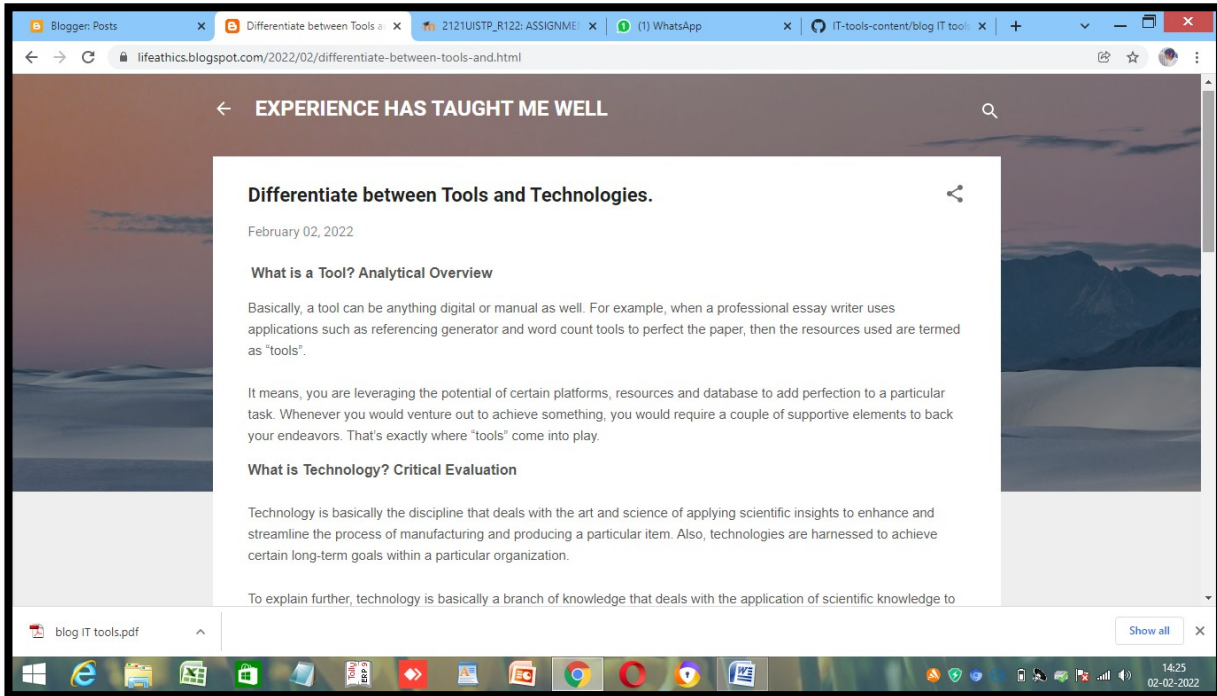 Blogger: Posts
Differentiate between Tools a
2121UISTP_R122: ASSIGNME
(1) WhatsApp
IT-tools-content/blog IT tools
lifeathics.blogspot.com/2022/02/differentiate-between-tools-and.html
EXPERIENCE HAS TAUGHT ME WELL
Differentiate between Tools and Technologies.
February 02, 2022
What is a Tool? Analytical Overview
Basically, a tool can be anything digital or manual as well. For example, when a professional essay writer uses
applications such as referencing generator and word count tools to perfect the paper, then the resources used are termed
as “tools”.
It means, you are leveraging the potential of certain platforms, resources and database to add perfection to a particular
task. Whenever you would venture out to achieve something, you would require a couple of supportive elements to back
your endeavors. That’s exactly where “tools” come into play.
What is Technology? Critical Evaluation
Technology is basically the discipline that deals with the art and science of applying scientific insights to enhance and
streamline the process of manufacturing and producing a particular item. Also, technologies are harnessed to achieve
certain long-term goals within a particular organization.
To explain further, technology is basically a branch of knowledge that deals with the application of scientific knowledge to
blog IT tools.pdf
Show all
Tally
ERP 9
14:25
02-02-2022